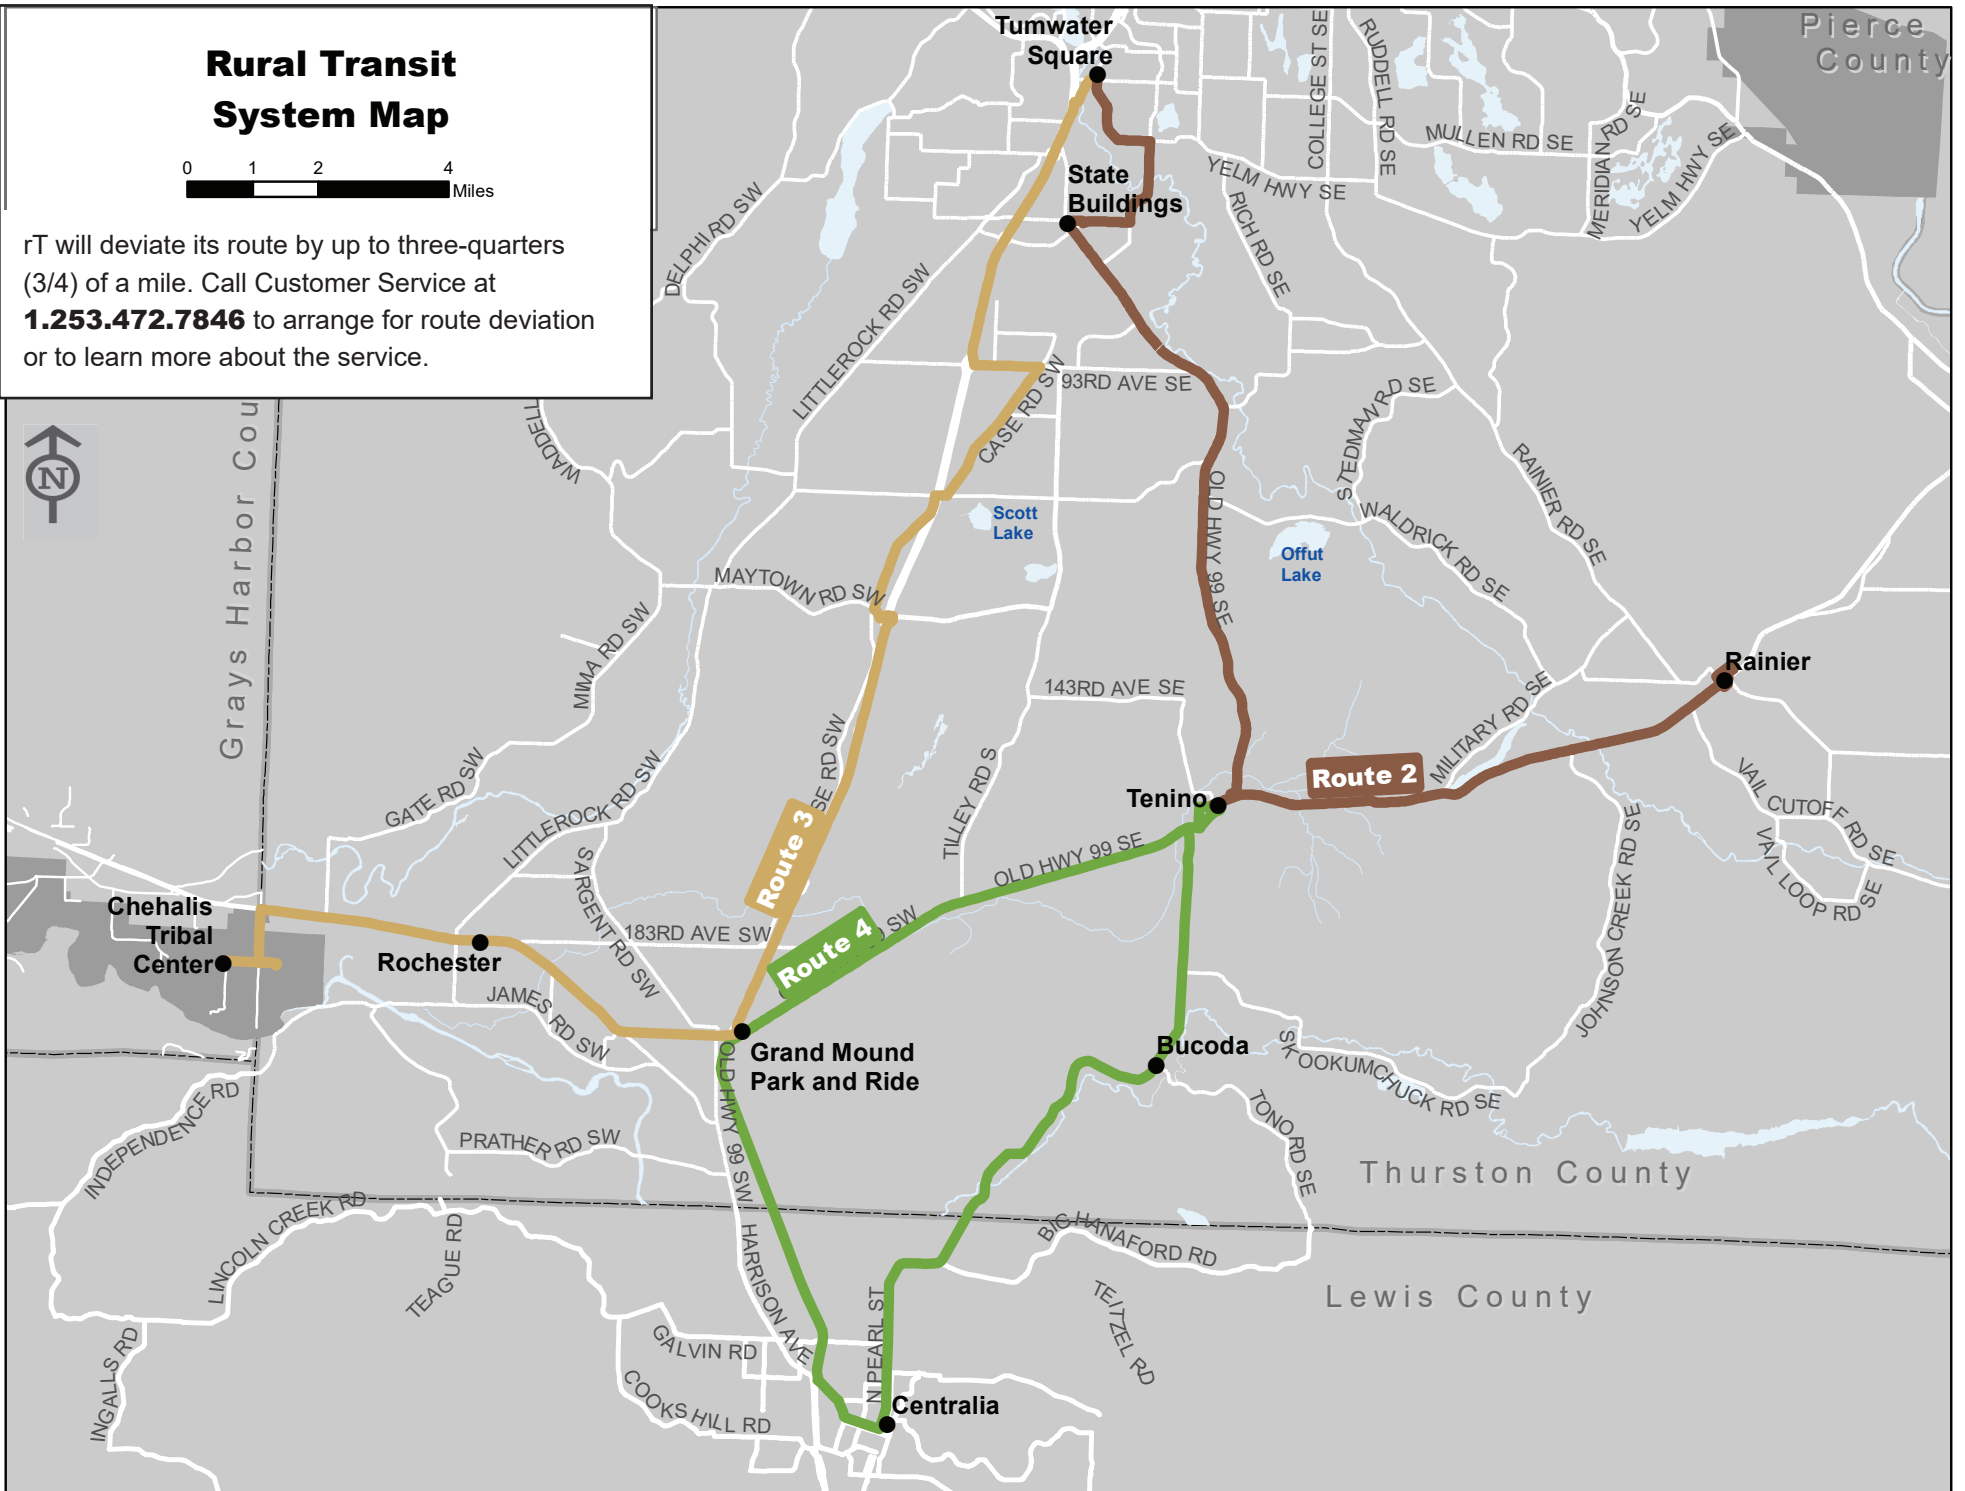 Rural Transit
System Map
0 1 2 4
Miles
rT will deviate its route by up to three-quarters
(3/4) of a mile. Call Customer Service at
1.253.472.7846 to arrange for route deviation
or to learn more about the service.
N
Tumwater
Square
State
Buildings
Pierce
County
COLLEGE ST SE
RUDDELL RD SE
MULLEN RD SE
MERIDIAN RD SE
YELM HWY SE
YELM HWY SE
RICH RD SE
DELPHI RD SW
LITTLEROCK RD SW
CASE RD SW
93RD AVE SE
WADDELL
Grays Harbor Cou
Scott
Lake
OLD HWY 99 SE
Offut
Lake
STEDMAN RD SE
WALDRICK RD SE
RAINIER RD SE
MAYTOWN RD SW
MIMA RD SW
143RD AVE SE
Rainier
MILITARY RD SE
Route 2
Tenino
VAIL CUTOFF RD SE
VAIL LOOP RD SE
JOHNSON CREEK RD SE
GATE RD SW
LITTLEROCK RD SW
SE RD SW
Route 3
TILLEY RD S
OLD HWY 99 SE
SW
Route 4
SARGENT RD SW
183RD AVE SW
Chehalis
Tribal
Center
Rochester
JAMES RD SW
Grand Mound
Park and Ride
OLD HWY 99 SW
Bucoda
SKOOKUMCHUCK RD SE
TONO RD SE
INDEPENDENCE RD
PRATHER RD SW
Thurston County
LINCOLN CREEK RD
TEAGUE RD
HARRISON AVE
BIG HANAFORD RD
Lewis County
TEITZEL RD
N PEARL ST
GALVIN RD
COOKS HILL RD
INGALLS RD
Centralia